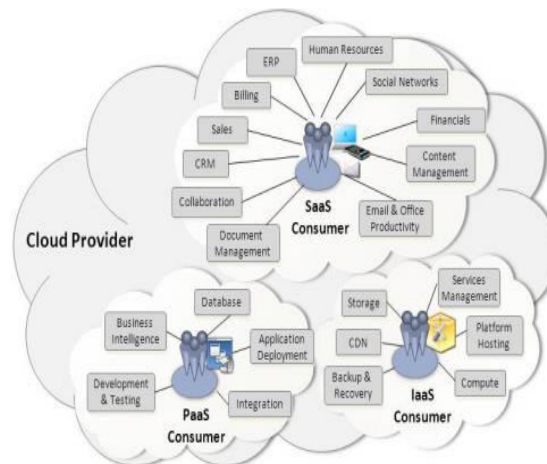 Human Resources
ERP
Social Networks
Billing
Financials
Sales
Content
Management
CRM
Collaboration
SaaS
Consumer
Email & Office
Productivity
Document
Management
Cloud Provider
Database
Business
Intelligence
Application
Deployment
Development
& Testing
Integration
PaaS
Consumer
Services
Management
Storage
Platform
Hosting
CDN
Backup &
Recovery
Compute
IaaS
Consumer